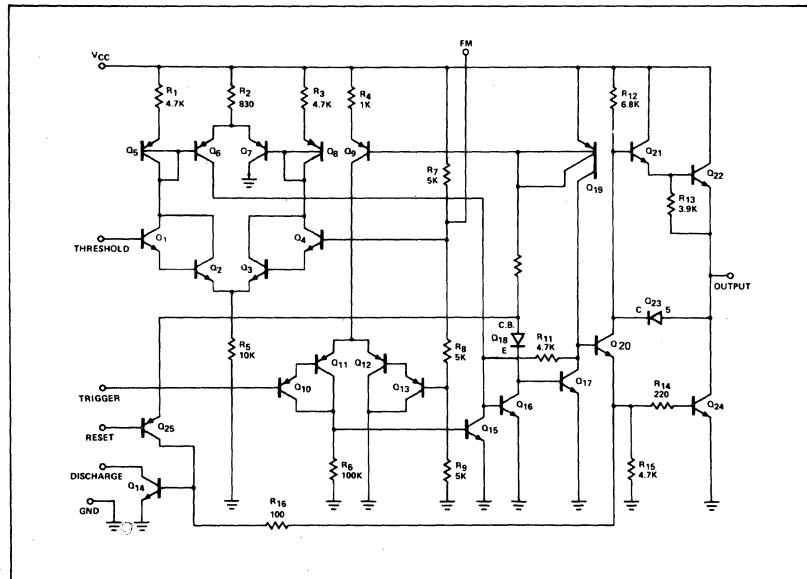 FM
VCC
R1
4.7K
R2
830
R3
4.7K
R4
1K
R12
6.8K
Q5
Q6
Q7
Q8
Q9
R7
5K
Q19
Q21
Q22
R13
3.9K
THRESHOLD
Q1
Q2
Q3
Q4
OUTPUT
Q23
C
5
C.B.
Q18
E
R11
4.7K
R5
10K
R8
5K
Q20
Q11
Q12
Q10
Q13
Q17
Q16
R14
220
Q24
TRIGGER
Q25
RESET
Q15
R6
100K
R9
5K
R15
4.7K
DISCHARGE
Q14
GND
R16
100